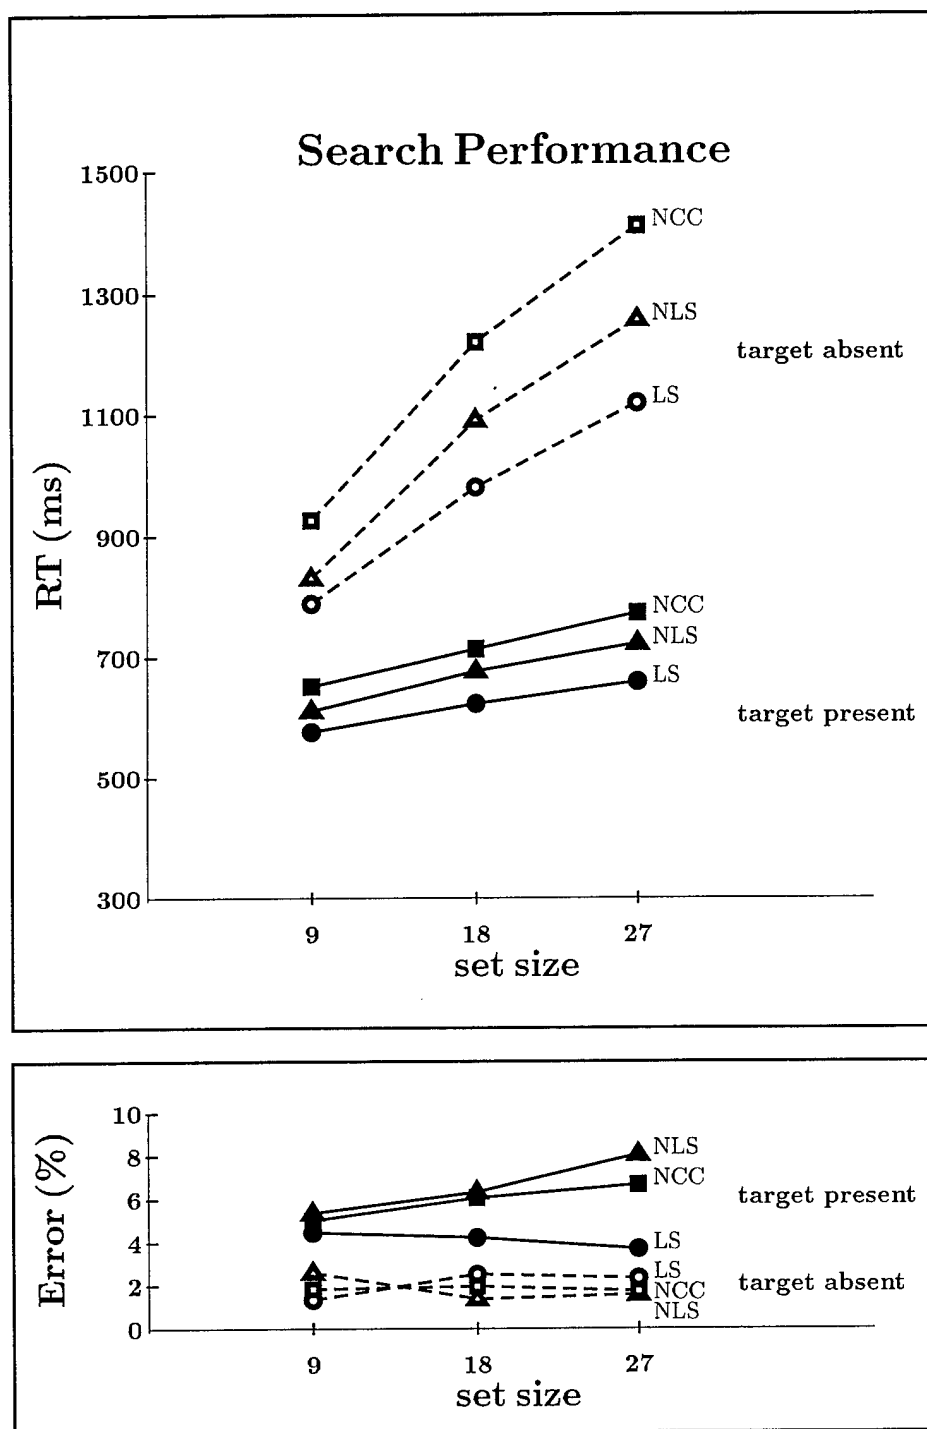 Search Performance
1500
NCC
1300
NLS
target absent
1100
LS
RT (ms)
900
NCC
700
NLS
LS
target present
500
300
9 18 27
set size
10
NLS
8
NCC
Error (%)
6
target present
4
LS
LS
2
NCC
target absent
NLS
0
9 18 27
set size